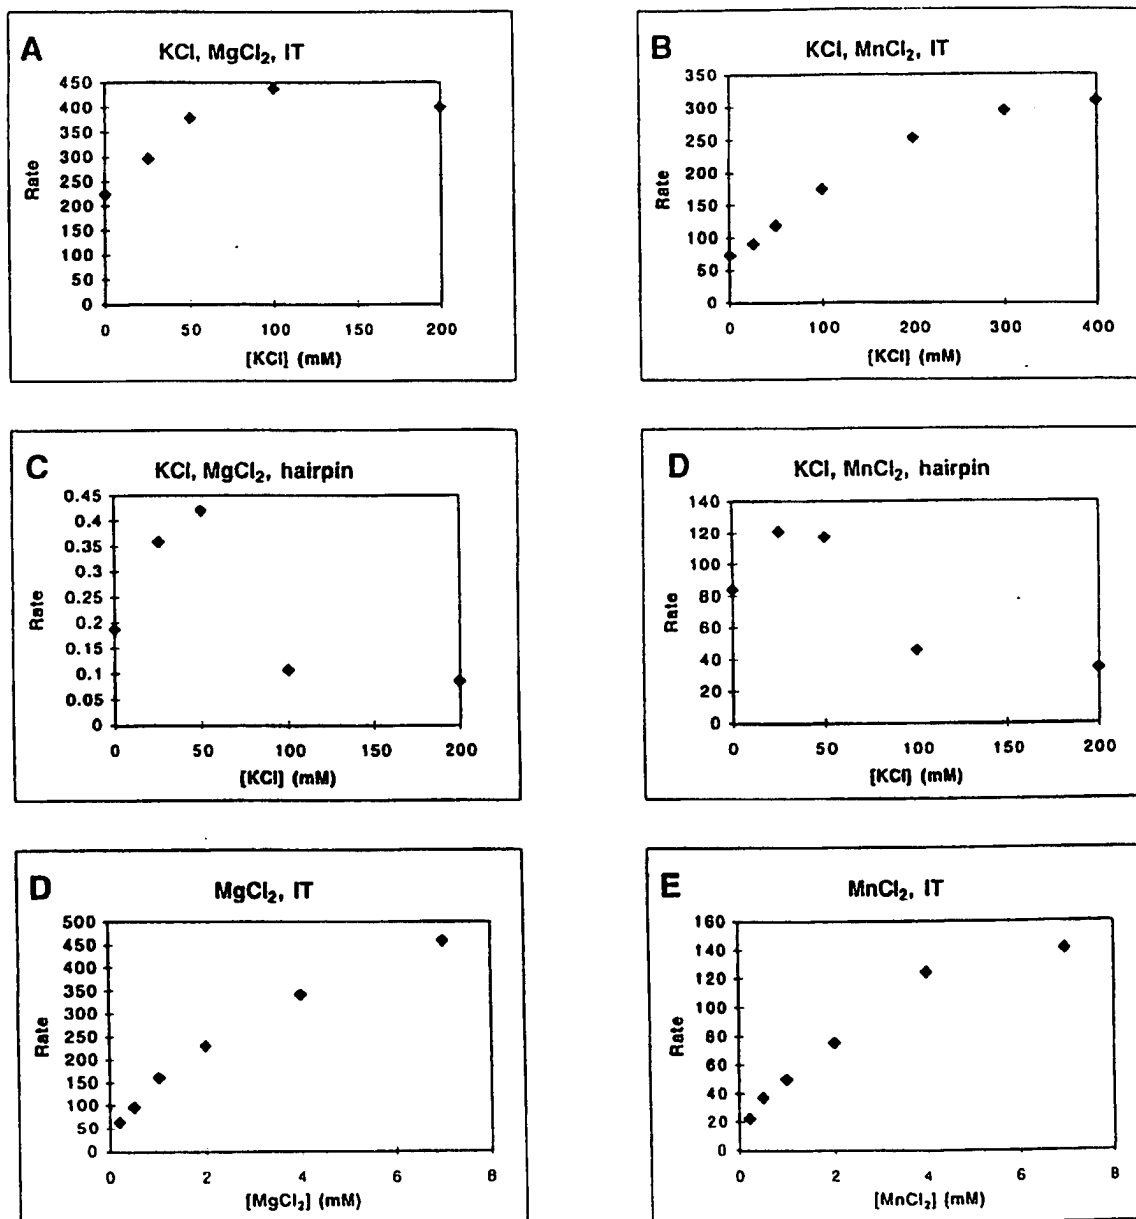 A
KCl, MgCl₂, IT
450
400
350
300
250
200
150
100
50
0
Rate
0 50 100 150 200
[KCl] (mM)
B
KCl, MnCl₂, IT
350
300
250
200
150
100
50
0
Rate
0 100 200 300 400
[KCl] (mM)
C
KCl, MgCl₂, hairpin
0.45
0.4
0.35
0.3
0.25
0.2
0.15
0.1
0.05
0
Rate
0 50 100 150 200
[KCl] (mM)
D
KCl, MnCl₂, hairpin
140
120
100
80
60
40
20
0
Rate
0 50 100 150 200
[KCl] (mM)
D
MgCl₂, IT
500
450
400
350
300
250
200
150
100
50
0
Rate
0 2 4 6 8
[MgCl₂] (mM)
E
MnCl₂, IT
160
140
120
100
80
60
40
20
0
Rate
0 2 4 6 8
[MnCl₂] (mM)